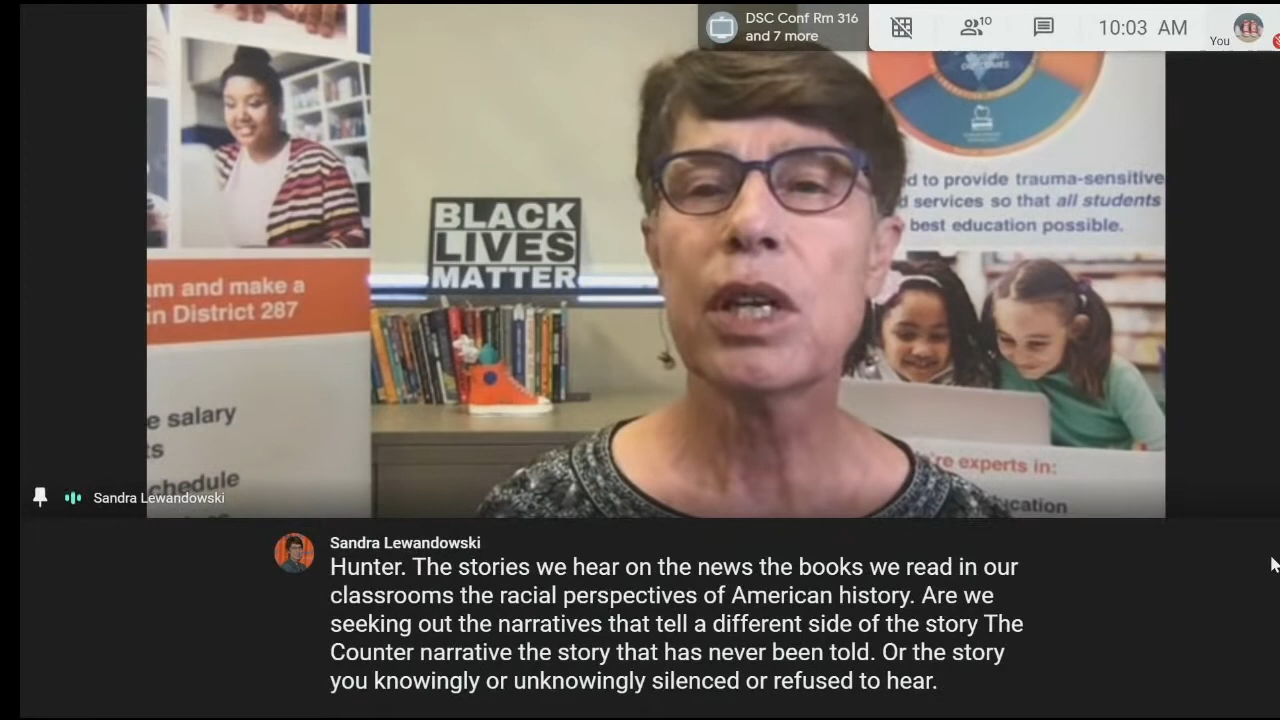 DSC Conf Rm 316
and 7 more
10
10:03 AM
You
OUTCOMES
d to provide trauma-sensitive
d services so that all students
best education possible.
BLACK
LIVES
MATTER
m and make a
in District 287
e salary
ts
chedule
're experts in:
ucation
Sandra Lewandowski
Sandra Lewandowski
Hunter. The stories we hear on the news the books we read in our
classrooms the racial perspectives of American history. Are we
seeking out the narratives that tell a different side of the story The
Counter narrative the story that has never been told. Or the story
you knowingly or unknowingly silenced or refused to hear.